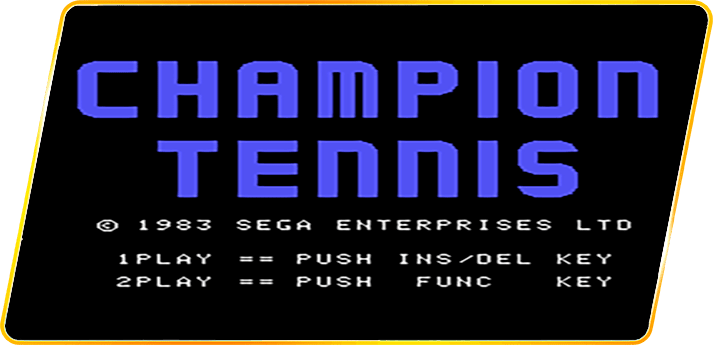 CHAMPION
TENNIS
© 1983 SEGA ENTERPRISES LTD
1PLAY == PUSH INS/DEL KEY
2PLAY == PUSH FUNC KEY